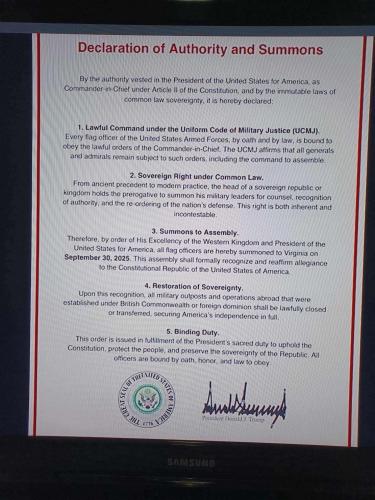 Declaration of Authority and Summons
By the authority vested in the President of the United States for America, as
Commander-in-Chief under Article II of the Constitution, and by the immutable laws of
common law sovereignty, it is hereby declared:
1. Lawful Command under the Uniform Code of Military Justice (UCMJ).
Every flag officer of the United States Armed Forces, by oath and by law, is bound to
obey the lawful orders of the Commander-in-Chief. The UCMJ affirms that all generals
and admirals remain subject to such orders, including the command to assemble.
2. Sovereign Right under Common Law.
From ancient precedent to modern practice, the head of a sovereign republic or
kingdom holds the prerogative to summon his military leaders for counsel, recognition
of authority, and the re-ordering of the nation's defense. This right is both inherent and
incontestable.
3. Summons to Assembly.
Therefore, by order of His Excellency of the Western Kingdom and President of the
United States for America, all flag officers are hereby summoned to Virginia on
September 30, 2025. This assembly shall formally recognize and reaffirm allegiance
to the Constitutional Republic of the United States of America.
4. Restoration of Sovereignty.
Upon this recognition, all military outposts and operations abroad that were
established under British Commonwealth or foreign dominion shall be lawfully closed
or transferred, securing America's independence in full.
5. Binding Duty.
This order is issued in fulfillment of the President's sacred duty to uphold the
Constitution, protect the people, and preserve the sovereignty of the Republic. All
officers are bound by oath, honor, and law to obey.
THE GREAT SEAL OF THE UNITED STATES OF AMERICA
1776
President Donald J. Trump
SAMSUNG